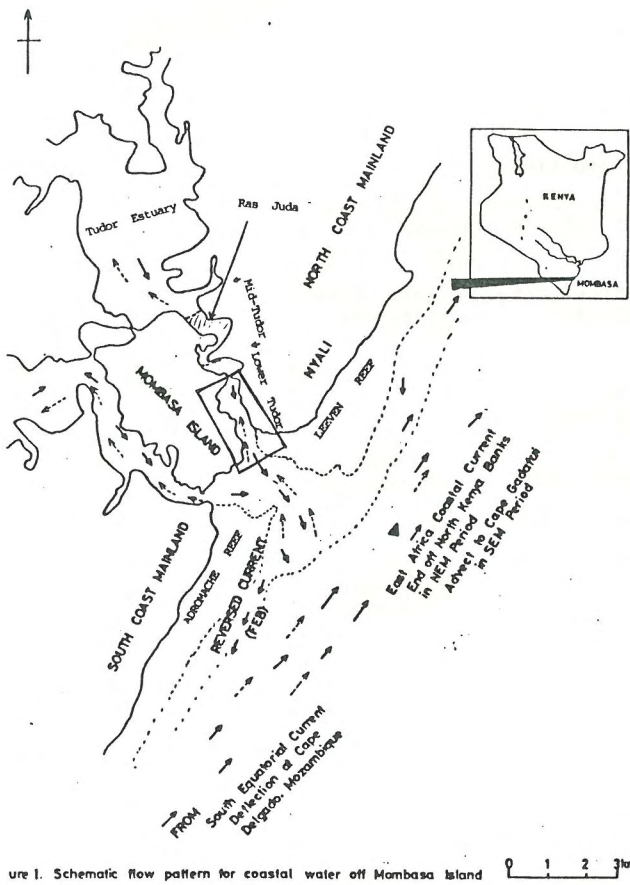 Tudor Estuary
Ras Juda
NORTH COAST MAINLAND
KENYA
MOMBASA
Mid-Tudor
Lower Tudor
NYALI
LEEVEN REEF
MOMBASA ISLAND
SOUTH COAST MAINLAND
ADROMACHE REEF
REVERSED CURRENT
(FEB)
East Africa Coastal Current
End off North Kenya Banks
in NEM Period
Advect to Cape Gadafui
in SEM Period
FROM
South Equatorial Current
Deflection at Cape
Delgado. Mozambique
ure 1. Schematic flow pattern for coastal water off Mombasa Island
0 1 2 3